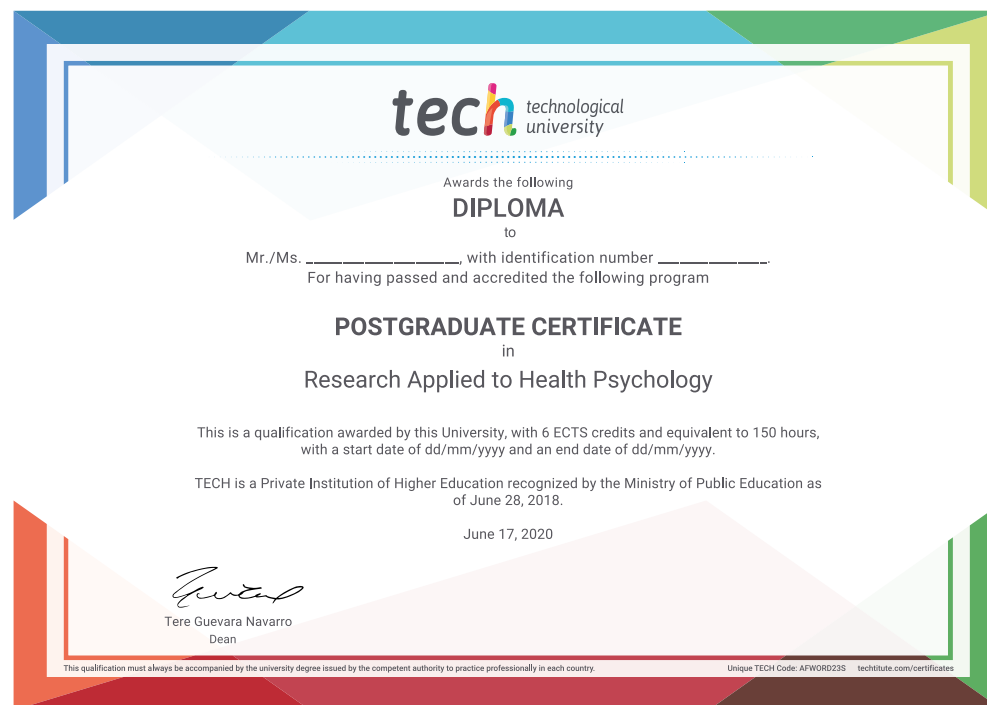 tech technological
university
Awards the following
DIPLOMA
to
Mr./Ms. ____________________, with identification number ______________.
For having passed and accredited the following program
POSTGRADUATE CERTIFICATE
in
Research Applied to Health Psychology
This is a qualification awarded by this University, with 6 ECTS credits and equivalent to 150 hours,
with a start date of dd/mm/yyyy and an end date of dd/mm/yyyy.
TECH is a Private Institution of Higher Education recognized by the Ministry of Public Education as
of June 28, 2018.
June 17, 2020
Tere Guevara Navarro
Dean
This qualification must always be accompanied by the university degree issued by the competent authority to practice professionally in each country.
Unique TECH Code: AFWORD23S techtitute.com/certificates